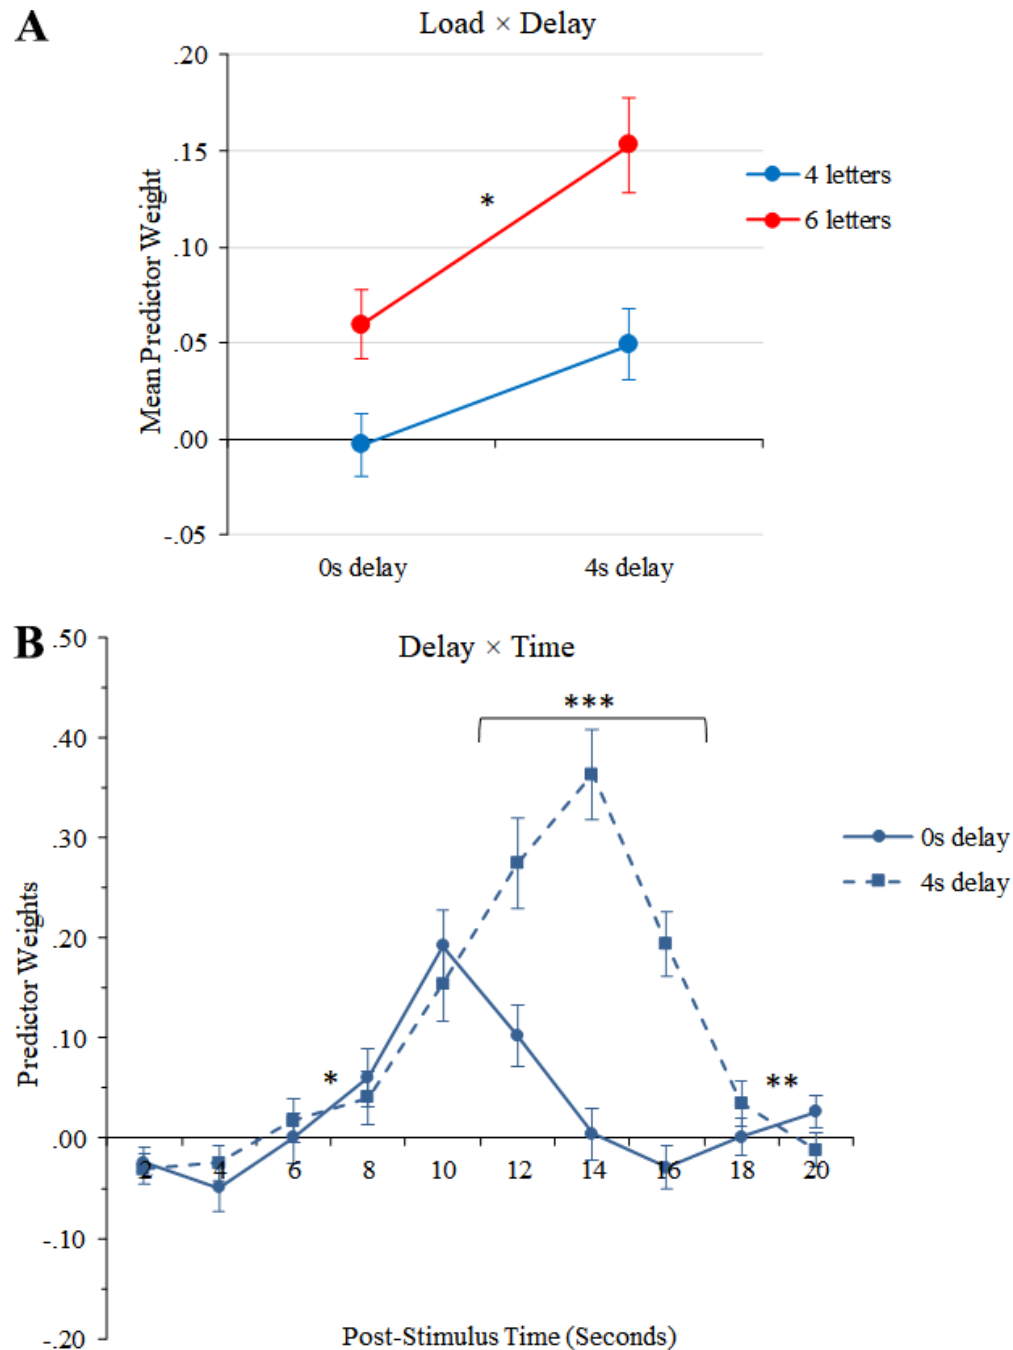 A
Load × Delay
.20
.15
.10
.05
.00
-.05
Mean Predictor Weight
*
4 letters
6 letters
0s delay
4s delay
B
Delay × Time
.50
.40
.30
.20
.10
.00
-.10
-.20
Predictor Weights
***
*
**
0s delay
4s delay
2 4 6 8 10 12 14 16 18 20
Post-Stimulus Time (Seconds)